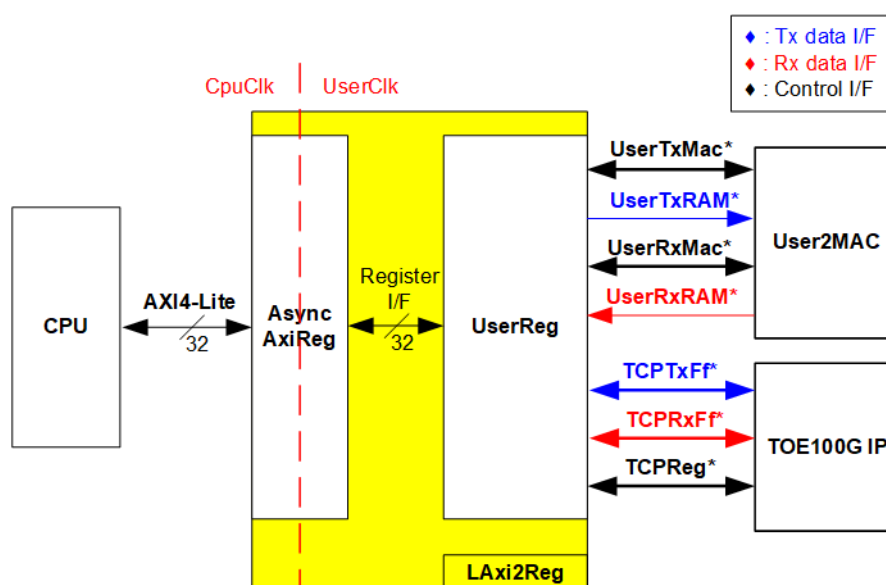 ♦ : Tx data I/F
♦ : Rx data I/F
♦ : Control I/F
CpuClk
UserClk
CPU
AXI4-Lite
32
Async
AxiReg
Register
I/F
32
UserReg
UserTxMac*
UserTxRAM*
UserRxMac*
UserRxRAM*
User2MAC
TCPTxFf*
TCPRxFf*
TCPReg*
TOE100G IP
LAxi2Reg